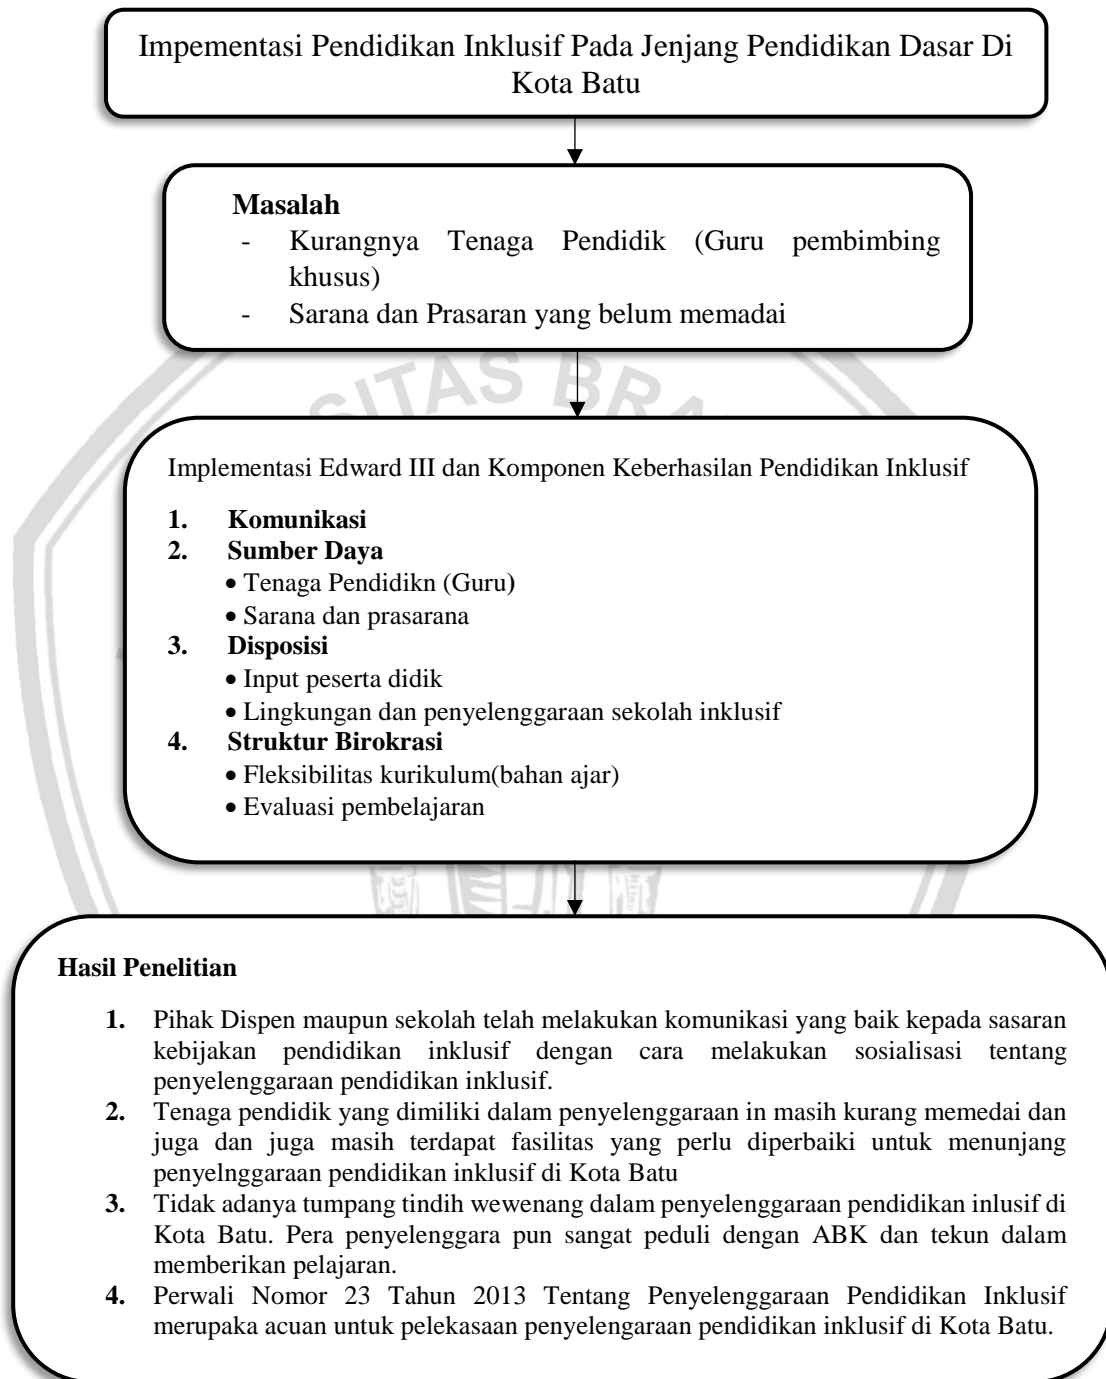 Impementasi Pendidikan Inklusif Pada Jenjang Pendidikan Dasar Di
Kota Batu
Masalah
- Kurangnya Tenaga Pendidik (Guru pembimbing
khusus)
- Sarana dan Prasaran yang belum memadai
SITAS BRA
Implementasi Edward III dan Komponen Keberhasilan Pendidikan Inklusif
1. Komunikasi
2. Sumber Daya
• Tenaga Pendidikn (Guru)
• Sarana dan prasarana
3. Disposisi
• Input peserta didik
• Lingkungan dan penyelenggaraan sekolah inklusif
4. Struktur Birokrasi
• Fleksibilitas kurikulum(bahan ajar)
• Evaluasi pembelajaran
Hasil Penelitian
1. Pihak Dispen maupun sekolah telah melakukan komunikasi yang baik kepada sasaran
kebijakan pendidikan inklusif dengan cara melakukan sosialisasi tentang
penyelenggaraan pendidikan inklusif.
2. Tenaga pendidik yang dimiliki dalam penyelenggaraan in masih kurang memedai dan
juga dan juga masih terdapat fasilitas yang perlu diperbaiki untuk menunjang
penyelnggaraan pendidikan inklusif di Kota Batu
3. Tidak adanya tumpang tindih wewenang dalam penyelenggaraan pendidikan inlusif di
Kota Batu. Pera penyelenggara pun sangat peduli dengan ABK dan tekun dalam
memberikan pelajaran.
4. Perwali Nomor 23 Tahun 2013 Tentang Penyelenggaraan Pendidikan Inklusif
merupaka acuan untuk pelekasaan penyelengaraan pendidikan inklusif di Kota Batu.